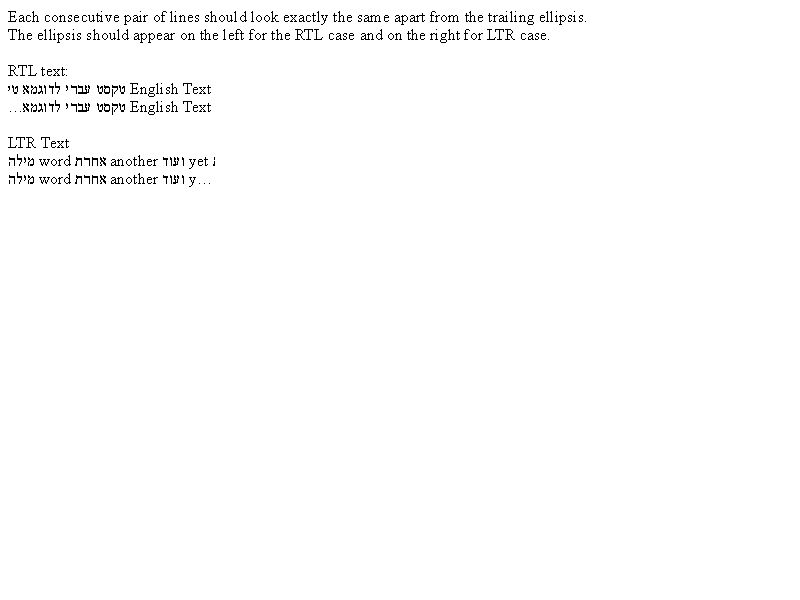 Each consecutive pair of lines should look exactly the same apart from the trailing ellipsis.
The ellipsis should appear on the left for the RTL case and on the right for LTR case.
RTL text:
English Text טקסט עברי לדוגמא טי
English Text טקסט עברי לדוגמא…
LTR Text
מילה word אחרת another ועוד yet
מילה word אחרת another ועוד y…